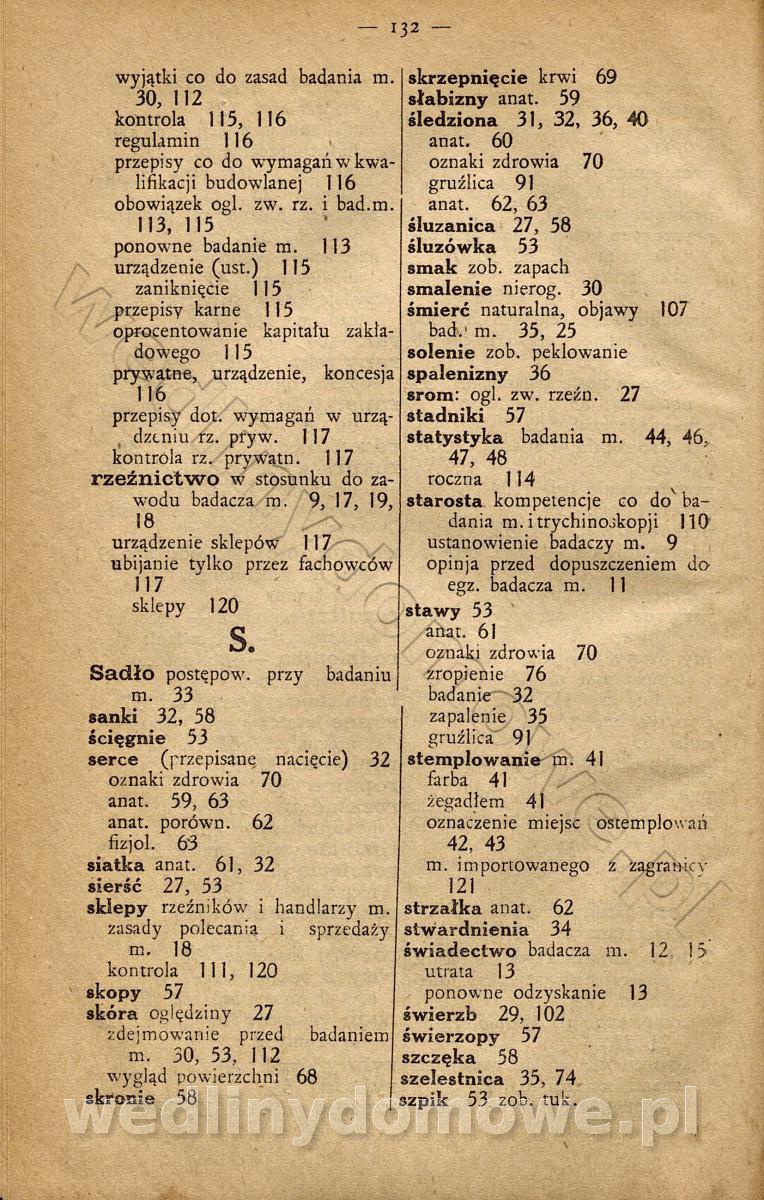 — 132 —
wyjątki co do zasad badania m.
30, 112
kontrola 115, 116
regulamin 116
przepisy co do wymagań w kwa-
lifikacji budowlanej 116
obowiązek ogl. zw. rz. i bad.m.
113, 115
ponowne badanie m. 113
urządzenie (ust.) 115
zaniknięcie 115
przepisy karne 115
oprocentowanie kapitału zakła-
dowego 115
prywatne, urządzenie, koncesja
116
przepisy dot. wymagań w urzą-
dzeniu rz. pryw. 117
kontrola rz. prywatn. 117
rzeźnictwo w stosunku do za-
wodu badacza m. 9, 17, 19,
18
urządzenie sklepów 117
ubijanie tylko przez fachowców
117
sklepy 120
S.
Sadło postępow. przy badaniu
m. 33
sanki 32, 58
ścięgnie 53
serce (przepisane nacięcie) 32
oznaki zdrowia 70
anat. 59, 63
anat. porówn. 62
fizjol. 63
siatka anat. 61, 32
sierść 27, 53
sklepy rzeźników i handlarzy m.
zasady polecania i sprzedaży
m. 18
kontrola 111, 120
skopy 57
skóra oględziny 27
zdejmowanie przed badaniem
m. 30, 53, 112
wygląd powierzchni 68
skronie 58
skrzepnięcie krwi 69
słabizny anat. 59
śledziona 31, 32, 36, 40
anat. 60
oznaki zdrowia 70
gruźlica 91
anat. 62, 63
śluzanica 27, 58
śluzówka 53
smak zob. zapach
smalenie nierog. 30
śmierć naturalna, objawy 107
bad. m. 35, 25
solenie zob. peklowanie
spalenizny 36
srom: ogl. zw. rzeźn. 27
stadniki 57
statystyka badania m. 44, 46,
47, 48
roczna 114
starosta kompetencje co do ba-
dania m. i trychinoskopji 110
ustanowienie badaczy m. 9
opinja przed dopuszczeniem do
egz. badacza m. 11
stawy 53
anat. 61
oznaki zdrowia 70
zropienie 76
badanie 32
zapalenie 35
gruźlica 91
stemplowanie m. 41
farba 41
żegadłem 41
oznaczenie miejsc ostemplowań
42, 43
m. importowanego z zagranicy
121
strzałka anat. 62
stwardnienia 34
świadectwo badacza m. 12, 15
utrata 13
ponowne odzyskanie 13
świerzb 29, 102
świerzopy 57
szczęka 58
szelestnica 35, 74
szpik 53 zob. tuk.
wedlinydomowe.pl
wedlinydomowe.pl